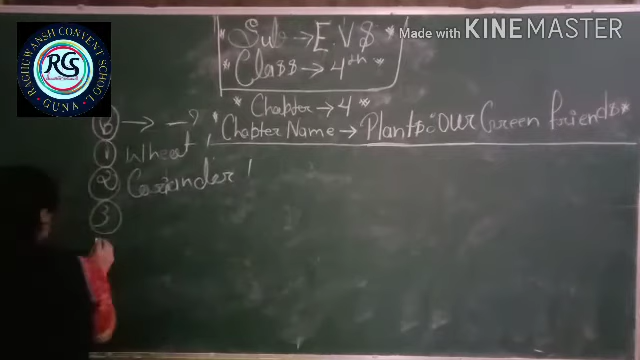 Made with KINEMASTER
RAGHUWANSH CONVENT SCHOOL
RCS
GUNA
* Sub → E.V.S *
* Class → 4th *
* Chapter → 4 *
Chapter Name → Plants: Our Green friends *
6 → — ?
1 Wheat /
2 Coriander /
3